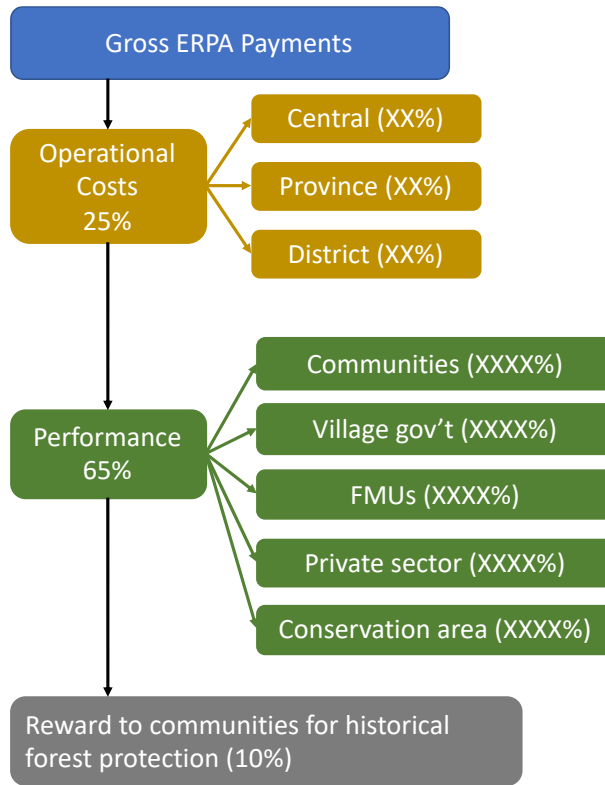 Gross ERPA Payments
Operational
Costs
25%
Central (XX%)
Province (XX%)
District (XX%)
Performance
65%
Communities (XXXX%)
Village gov’t (XXXX%)
FMUs (XXXX%)
Private sector (XXXX%)
Conservation area (XXXX%)
Reward to communities for historical
forest protection (10%)